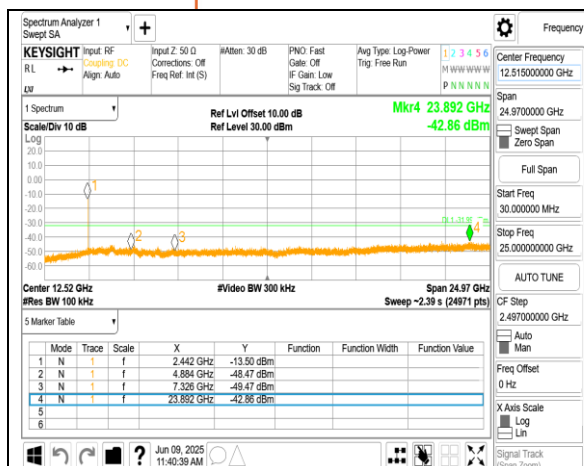 Spectrum Analyzer 1
Swept SA
+
Frequency
KEYSIGHT Input: RF
RL
Coupling: DC
Align: Auto
Input Z: 50 Ω
Corrections: Off
Freq Ref: Int (S)
#Atten: 30 dB
PNO: Fast
Gate: Off
IF Gain: Low
Sig Track: Off
Avg Type: Log-Power
Trig: Free Run
1 2 3 4 5 6
M W W W W W
P N N N N N
1 Spectrum
Scale/Div 10 dB
Ref Lvl Offset 10.00 dB
Ref Level 30.00 dBm
Mkr4 23.892 GHz
-42.86 dBm
Log
20.0
10.0
0.00
-10.0
-20.0
-30.0
-40.0
-50.0
-60.0
1
2
3
4
Center 12.52 GHz
#Res BW 100 kHz
#Video BW 300 kHz
Span 24.97 GHz
Sweep ~2.39 s (24971 pts)
5 Marker Table
Mode Trace Scale X Y Function Function Width Function Value
1 N 1 f 2.442 GHz -13.50 dBm
2 N 1 f 4.884 GHz -48.47 dBm
3 N 1 f 7.326 GHz -49.47 dBm
4 N 1 f 23.892 GHz -42.86 dBm
5
6
?
Jun 09, 2025
11:40:39 AM
Center Frequency
12.515000000 GHz
Span
24.9700000 GHz
Swept Span
Zero Span
Full Span
Start Freq
30.000000 MHz
Stop Freq
25.000000000 GHz
AUTO TUNE
CF Step
2.497000000 GHz
Auto
Man
Freq Offset
0 Hz
X Axis Scale
Log
Lin
Signal Track
(Span Zoom)